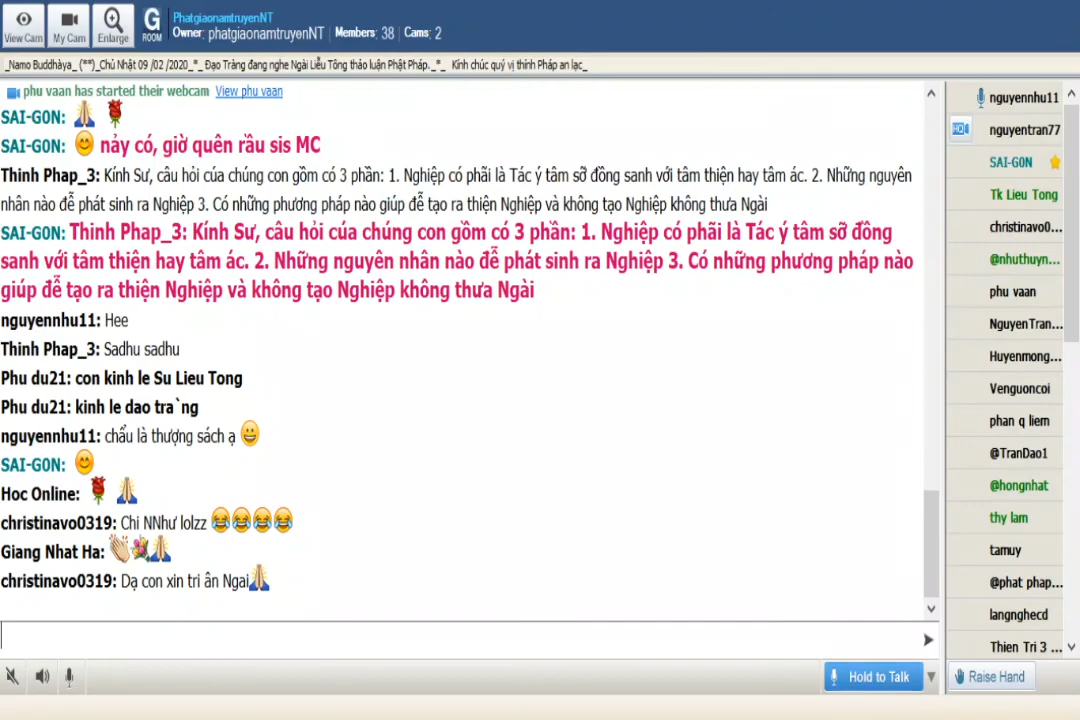 PhatgiaonamtruyenNT
View Cam My Cam Enlarge G ROOM Owner: phatgiaonamtruyenNT Members: 38 Cams: 2
_Namo Buddhàya_ (**)_Chủ Nhật 09 /02 /2020_*_ Đạo Tràng đang nghe Ngài Liễu Tông thảo luận Phật Pháp._*_ Kính chúc quý vị thính Pháp an lạc_
phu vaan has started their webcam View phu vaan
SAI-G0N: 🙏 🌹
SAI-G0N: 😊 nảy có, giờ quên rầu sis MC
Thinh Phap_3: Kính Sư, câu hỏi của chúng con gồm có 3 phần: 1. Nghiệp có phãi là Tác ý tâm sỡ đồng sanh với tâm thiện hay tâm ác. 2. Những nguyên
nhân nào đễ phát sinh ra Nghiệp 3. Có những phương pháp nào giúp đễ tạo ra thiện Nghiệp và không tạo Nghiệp không thưa Ngài
SAI-G0N: Thinh Phap_3: Kính Sư, câu hỏi cúa chúng con gồm có 3 phần: 1. Nghiệp có phãi là Tác ý tâm sỡ đồng
sanh với tâm thiện hay tâm ác. 2. Những nguyên nhân nào đễ phát sinh ra Nghiệp 3. Có những phương pháp nào
giúp đễ tạo ra thiện Nghiệp và không tạo Nghiệp không thưa Ngài
nguyennhu11: Hee
Thinh Phap_3: Sadhu sadhu
Phu du21: con kinh le Su Lieu Tong
Phu du21: kinh le dao tra`ng
nguyennhu11: chẩu là thượng sách ạ 😀
SAI-G0N: 😊
Hoc Online: 🌹 🙏
christinavo0319: Chi NNhư lolzz 😂😂😂😂
Giang Nhat Ha: 👏💐🙏
christinavo0319: Dạ con xin tri ân Ngai🙏
Hold to Talk
nguyennhu11
HD nguyentran77
SAI-G0N
Tk Lieu Tong
christinavo0...
@nhuthuyn...
phu vaan
NguyenTran...
Huyenmong...
Venguoncoi
phan q liem
@TranDao1
@hongnhat
thy lam
tamuy
@phat phap...
langnghecd
Thien Tri 3 ...
Raise Hand